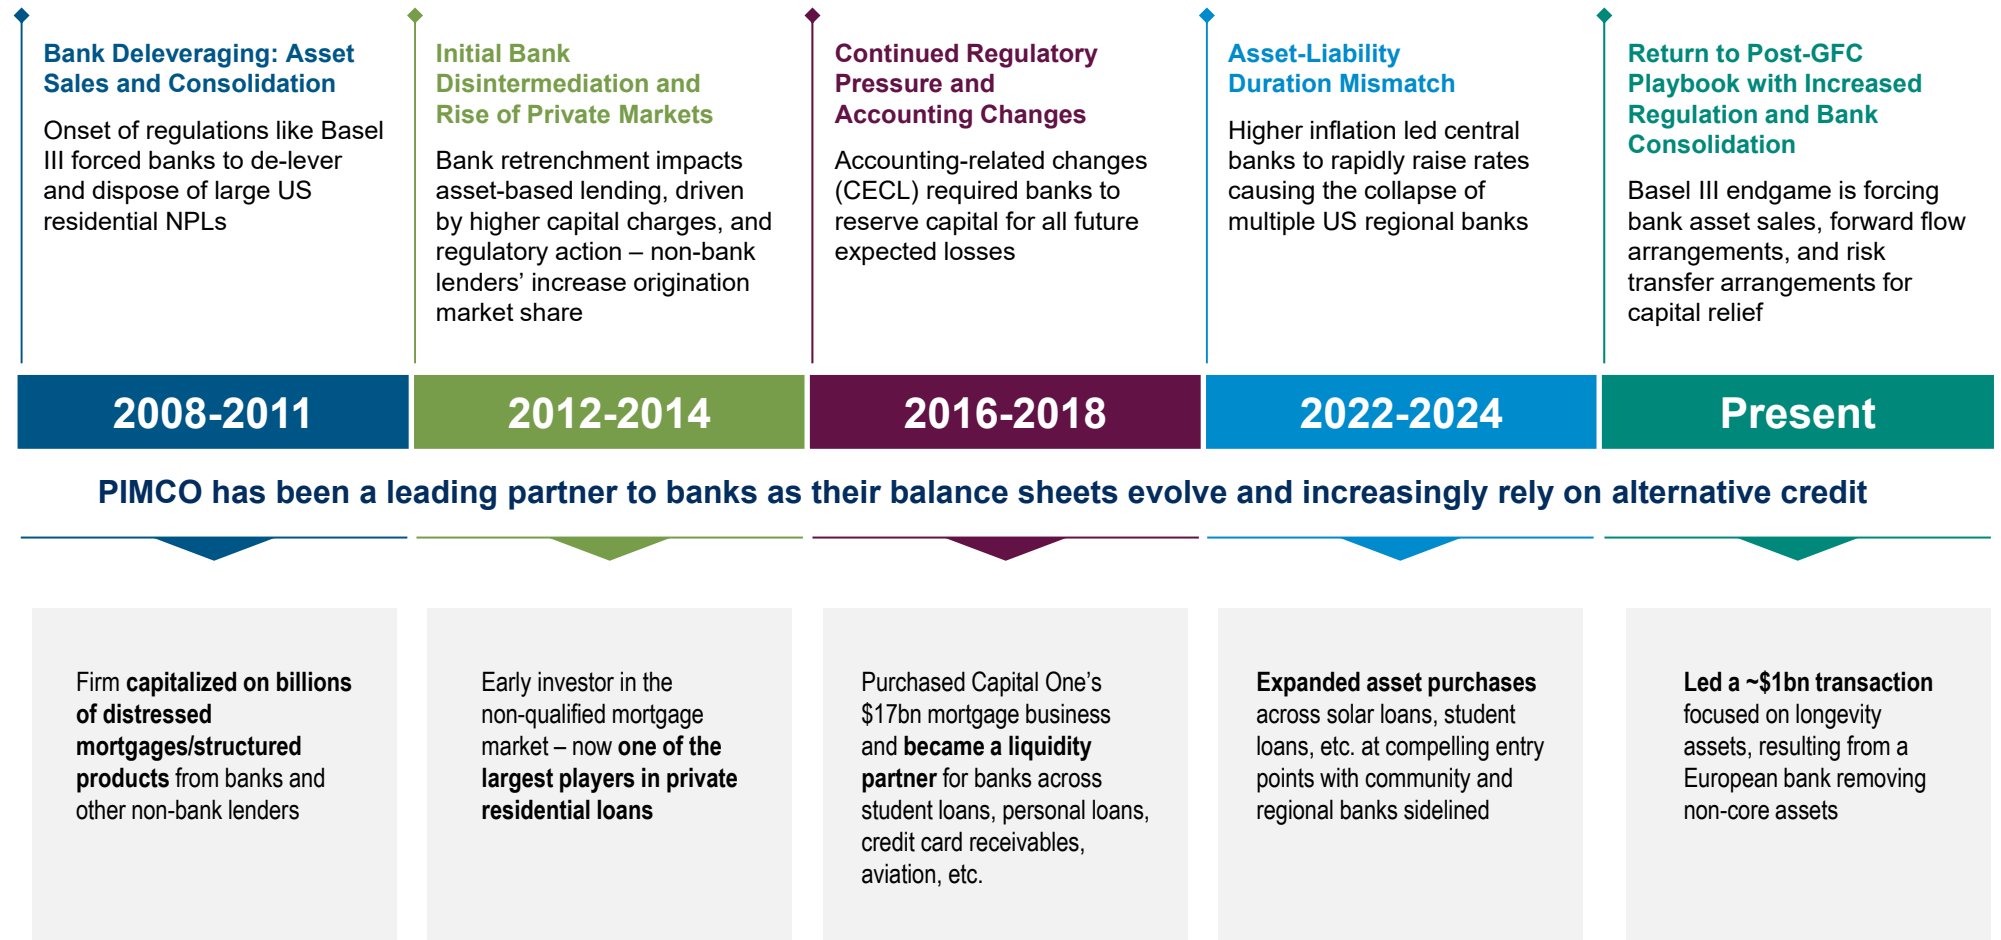 Bank Deleveraging: Asset
Sales and Consolidation
Onset of regulations like Basel
III forced banks to de-lever
and dispose of large US
residential NPLs
Initial Bank
Disintermediation and
Rise of Private Markets
Bank retrenchment impacts
asset-based lending, driven
by higher capital charges, and
regulatory action – non-bank
lenders’ increase origination
market share
Continued Regulatory
Pressure and
Accounting Changes
Accounting-related changes
(CECL) required banks to
reserve capital for all future
expected losses
Asset-Liability
Duration Mismatch
Higher inflation led central
banks to rapidly raise rates
causing the collapse of
multiple US regional banks
Return to Post-GFC
Playbook with Increased
Regulation and Bank
Consolidation
Basel III endgame is forcing
bank asset sales, forward flow
arrangements, and risk
transfer arrangements for
capital relief
2008-2011
2012-2014
2016-2018
2022-2024
Present
PIMCO has been a leading partner to banks as their balance sheets evolve and increasingly rely on alternative credit
Firm capitalized on billions
of distressed
mortgages/structured
products from banks and
other non-bank lenders
Early investor in the
non-qualified mortgage
market – now one of the
largest players in private
residential loans
Purchased Capital One’s
$17bn mortgage business
and became a liquidity
partner for banks across
student loans, personal loans,
credit card receivables,
aviation, etc.
Expanded asset purchases
across solar loans, student
loans, etc. at compelling entry
points with community and
regional banks sidelined
Led a ~$1bn transaction
focused on longevity
assets, resulting from a
European bank removing
non-core assets